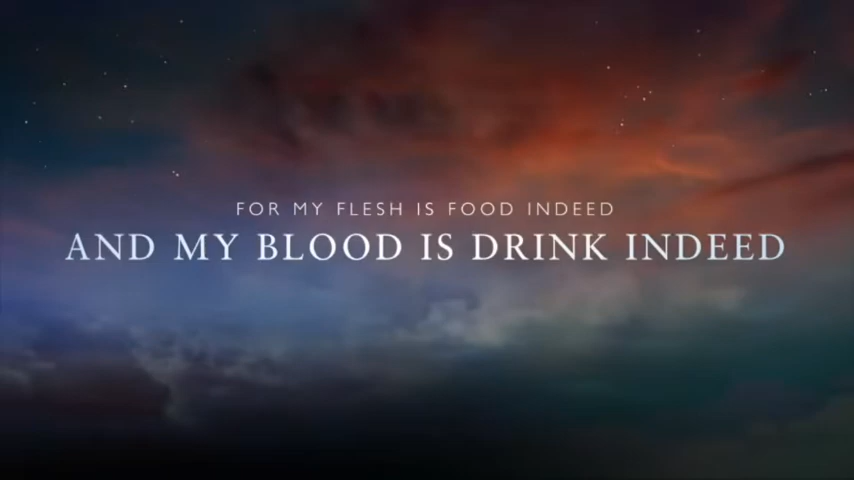 FOR MY FLESH IS FOOD INDEED
AND MY BLOOD IS DRINK INDEED